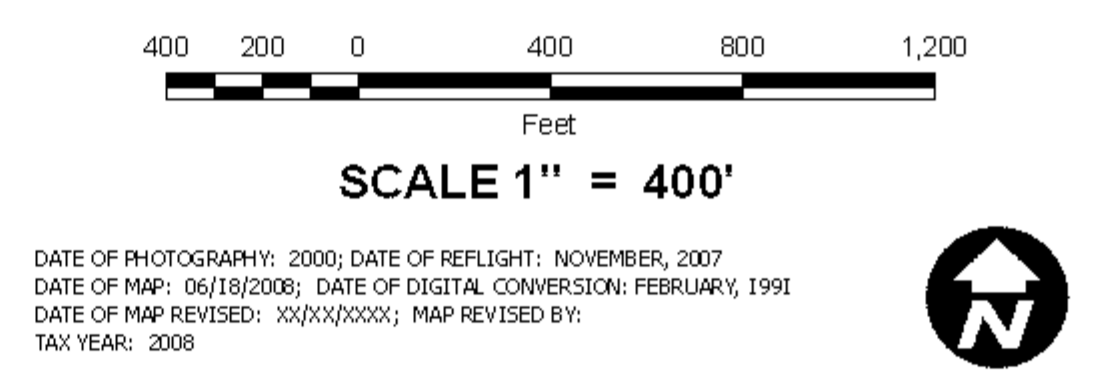 400 200 0 400 800 1,200
Feet
SCALE 1" = 400'
DATE OF PHOTOGRAPHY: 2000; DATE OF REFLIGHT: NOVEMBER, 2007
DATE OF MAP: 06/18/2008; DATE OF DIGITAL CONVERSION: FEBRUARY, 1991
DATE OF MAP REVISED: XX/XX/XXXX; MAP REVISED BY:
TAX YEAR: 2008
N